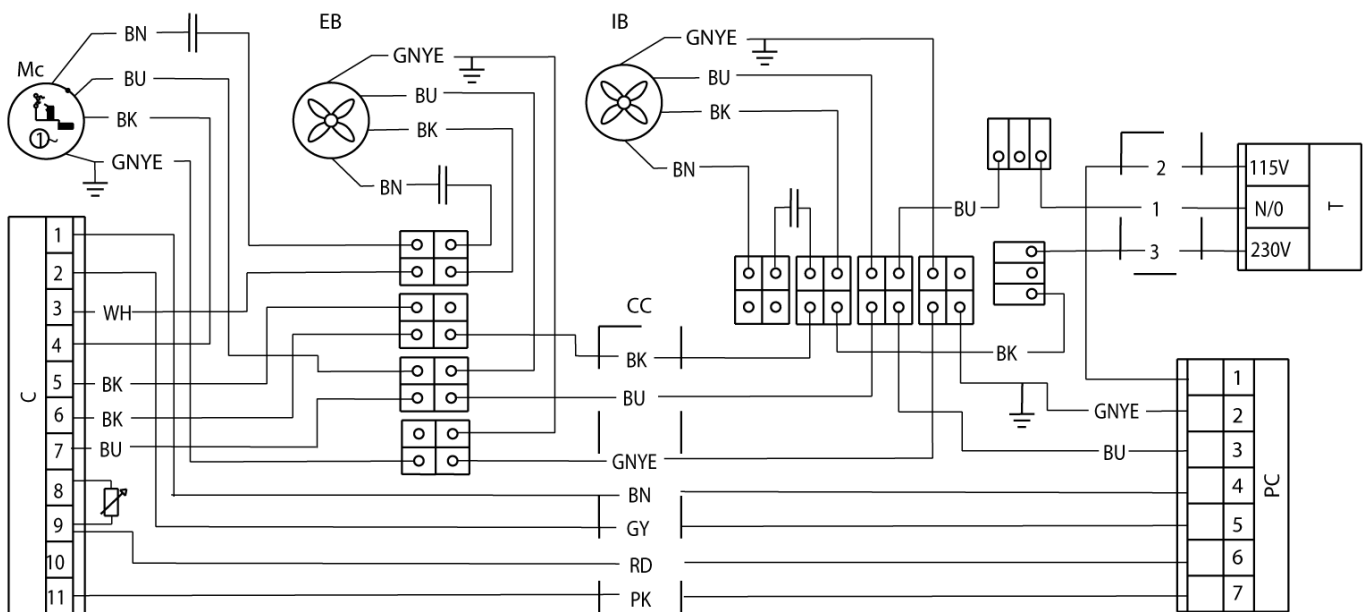 EB
IB
BN
GNYE
GNYE
Mc
BU
BU
BU
BK
BK
BK
1~
GNYE
BN
BN
2
115V
BU
1
N/0
T
3
230V
1
2
3
WH
CC
4
BK
BK
5
BK
BU
1
C
6
BK
GNYE
2
7
BU
GNYE
BU
3
8
BN
4
PC
9
GY
5
10
RD
6
11
PK
7